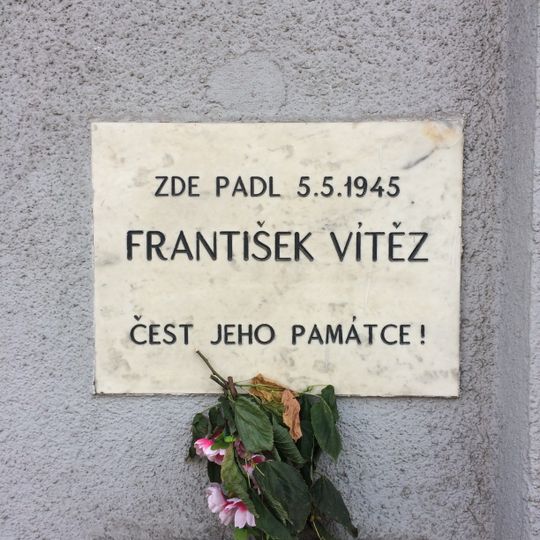 ZDE PADL 5.5.1945
FRANTIŠEK VÍTĚZ
ČEST JEHO PAMÁTCE!